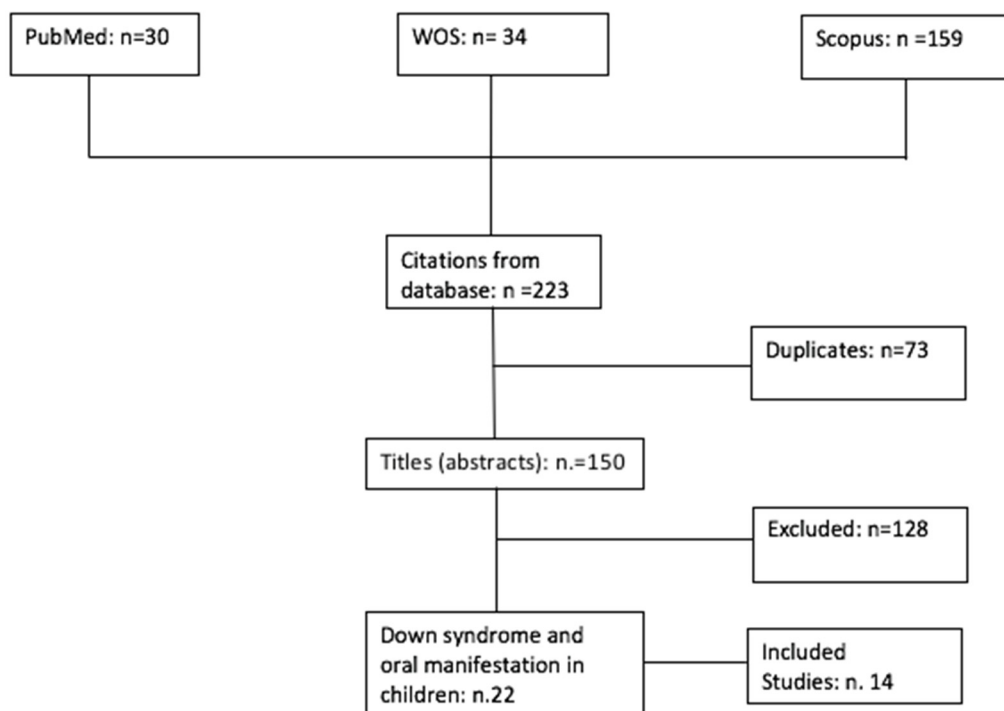 PubMed: n=30
WOS: n= 34
Scopus: n =159
Citations from
database: n =223
Duplicates: n=73
Titles (abstracts): n.=150
Excluded: n=128
Down syndrome and
oral manifestation in
children: n.22
Included
Studies: n. 14